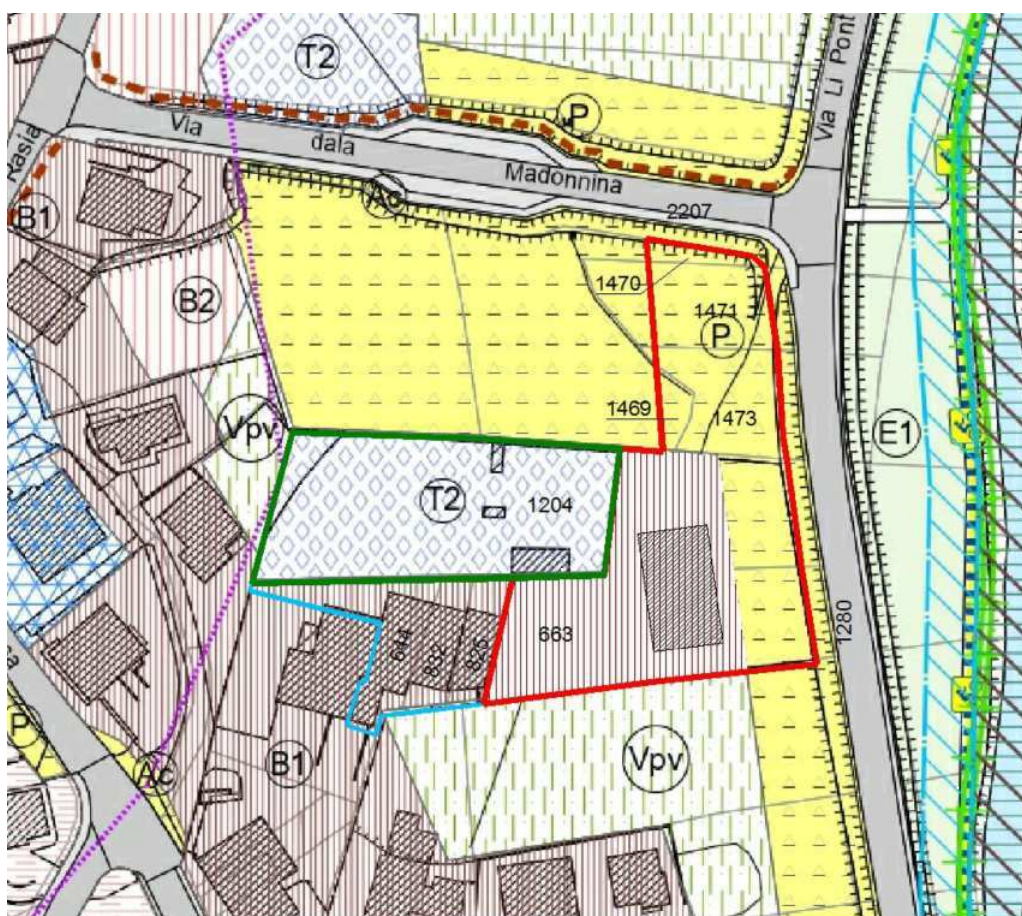 T2
P
Via Li Pont
Rasia
Via
dala
Madonnina
Ac
2207
B1
B2
1470
1471
P
1469
1473
Vpv
E1
T2
1204
1280
663
644
832
826
Vpv
B1
P
Ac